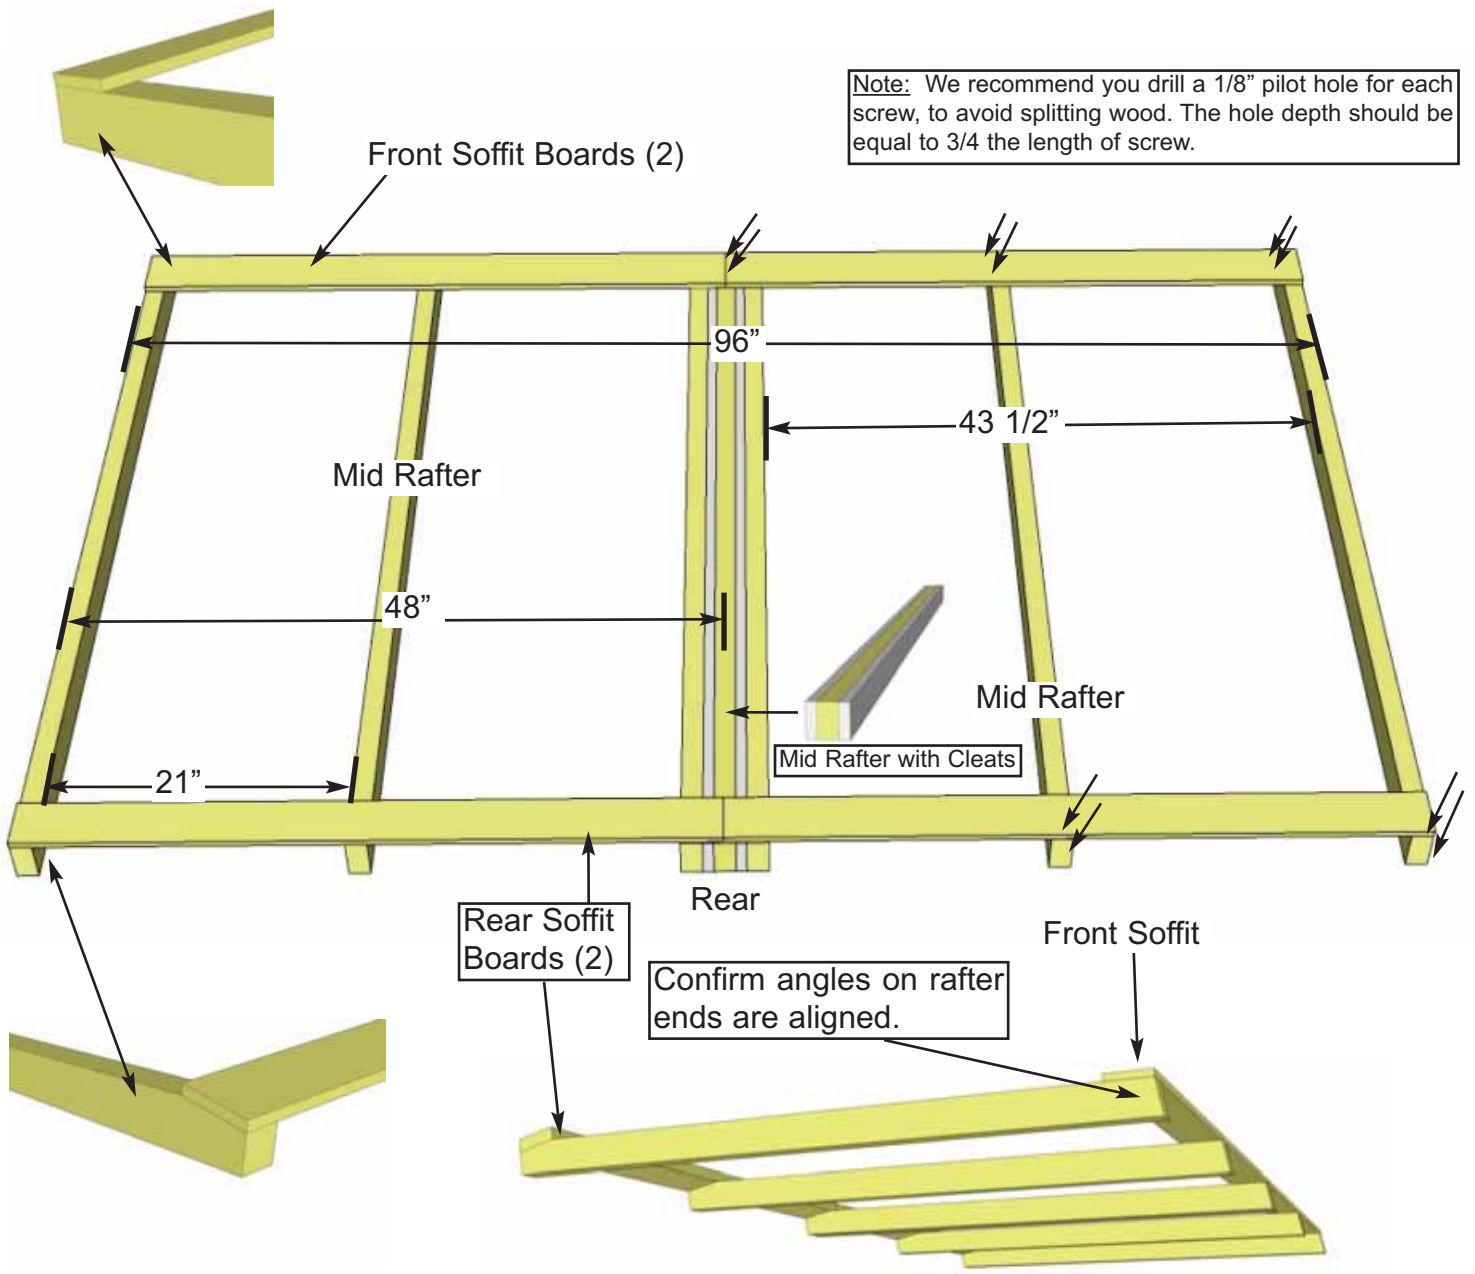 Note: We recommend you drill a 1/8” pilot hole for each
screw, to avoid splitting wood. The hole depth should be
equal to 3/4 the length of screw.
Front Soffit Boards (2)
96”
43 1/2”
Mid Rafter
48”
Mid Rafter
Mid Rafter with Cleats
21”
Rear
Rear Soffit
Boards (2)
Front Soffit
Confirm angles on rafter
ends are aligned.